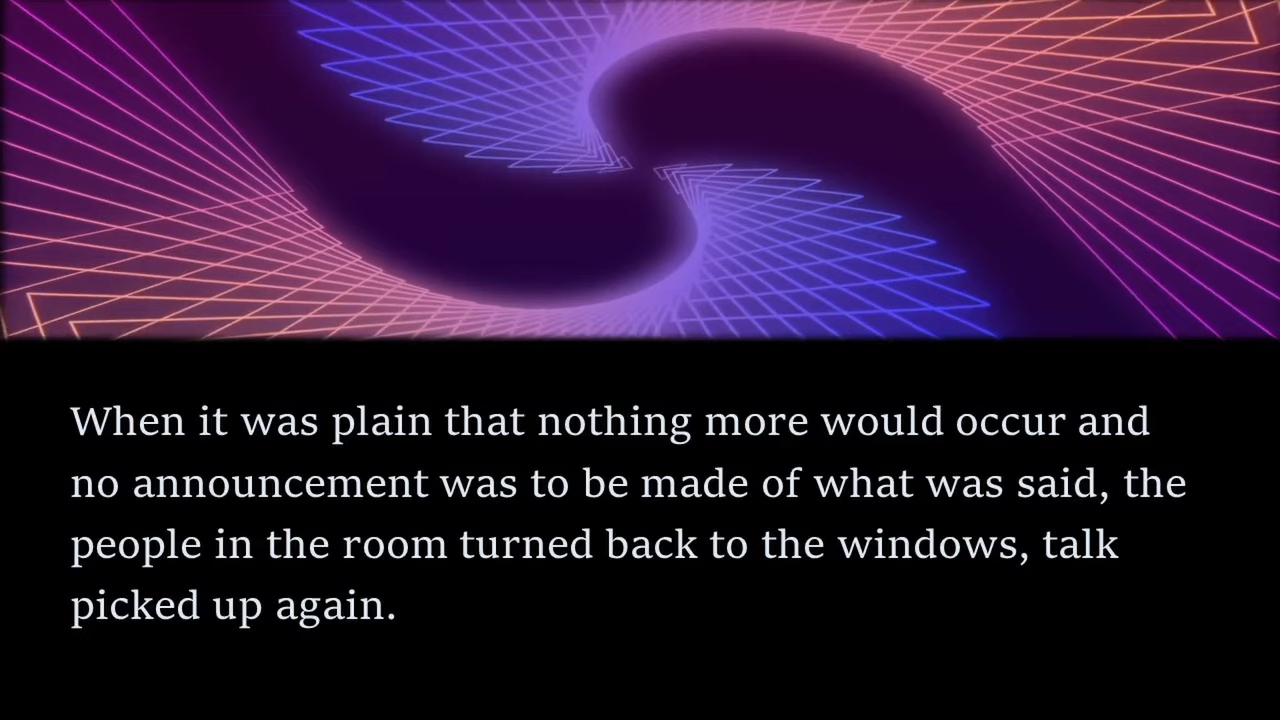 When it was plain that nothing more would occur and
no announcement was to be made of what was said, the
people in the room turned back to the windows, talk
picked up again.